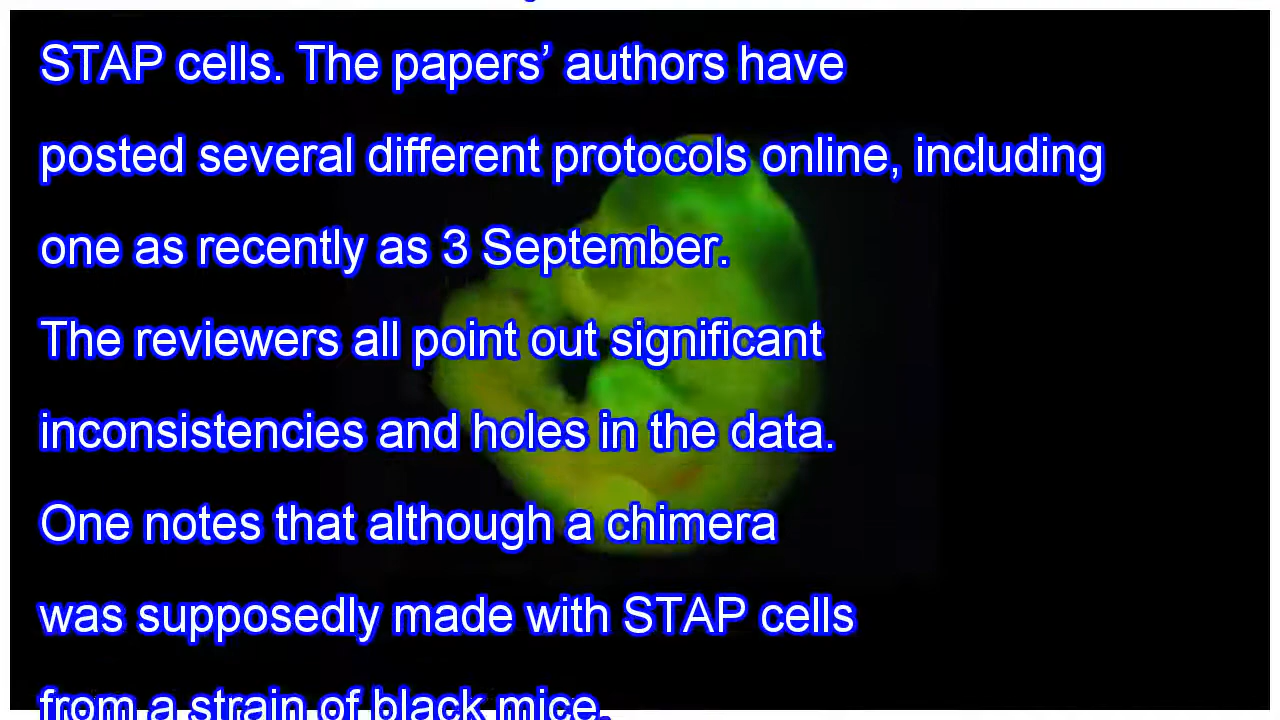 STAP cells. The papers’ authors have
posted several different protocols online, including
one as recently as 3 September.
The reviewers all point out significant
inconsistencies and holes in the data.
One notes that although a chimera
was supposedly made with STAP cells
from a strain of black mice,